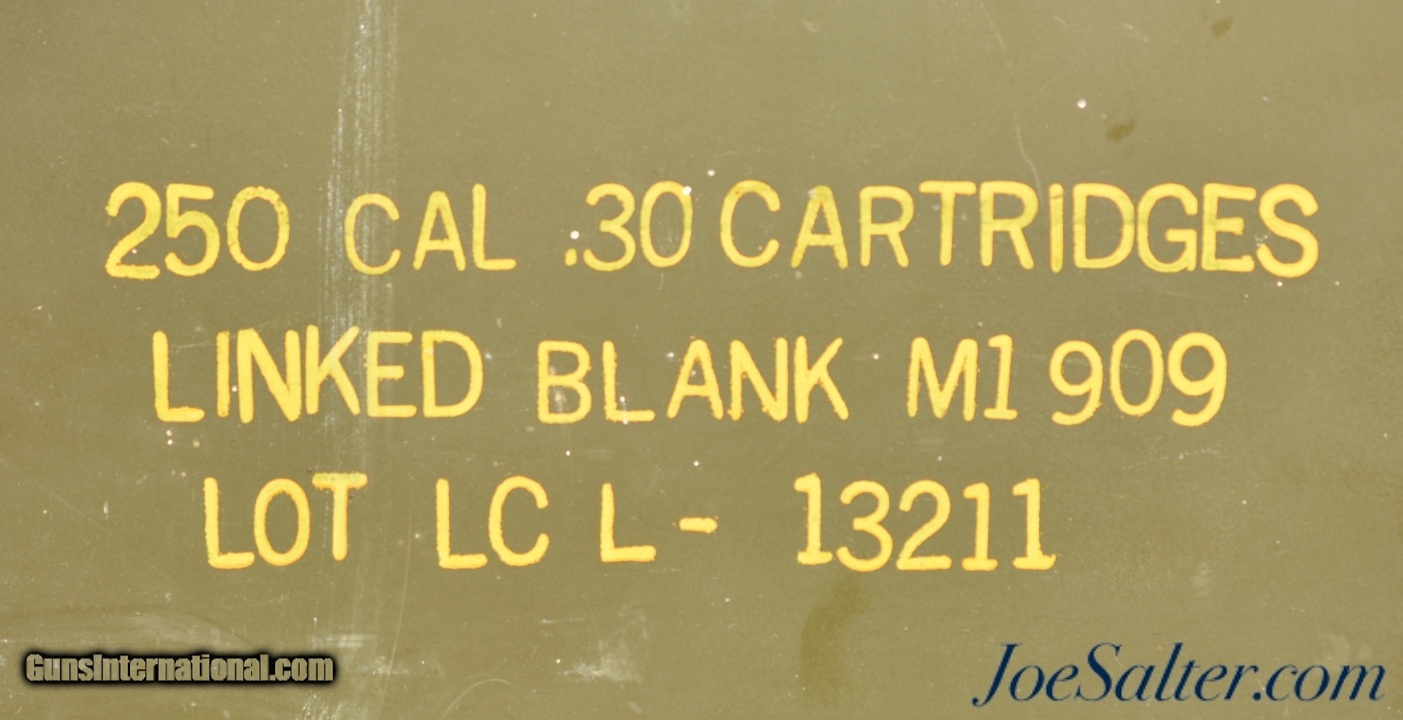 250 CAL .30 CARTRIDGES
LINKED BLANK M1909
LOT LC L- 13211
GunsInternational.com
JoeSalter.com